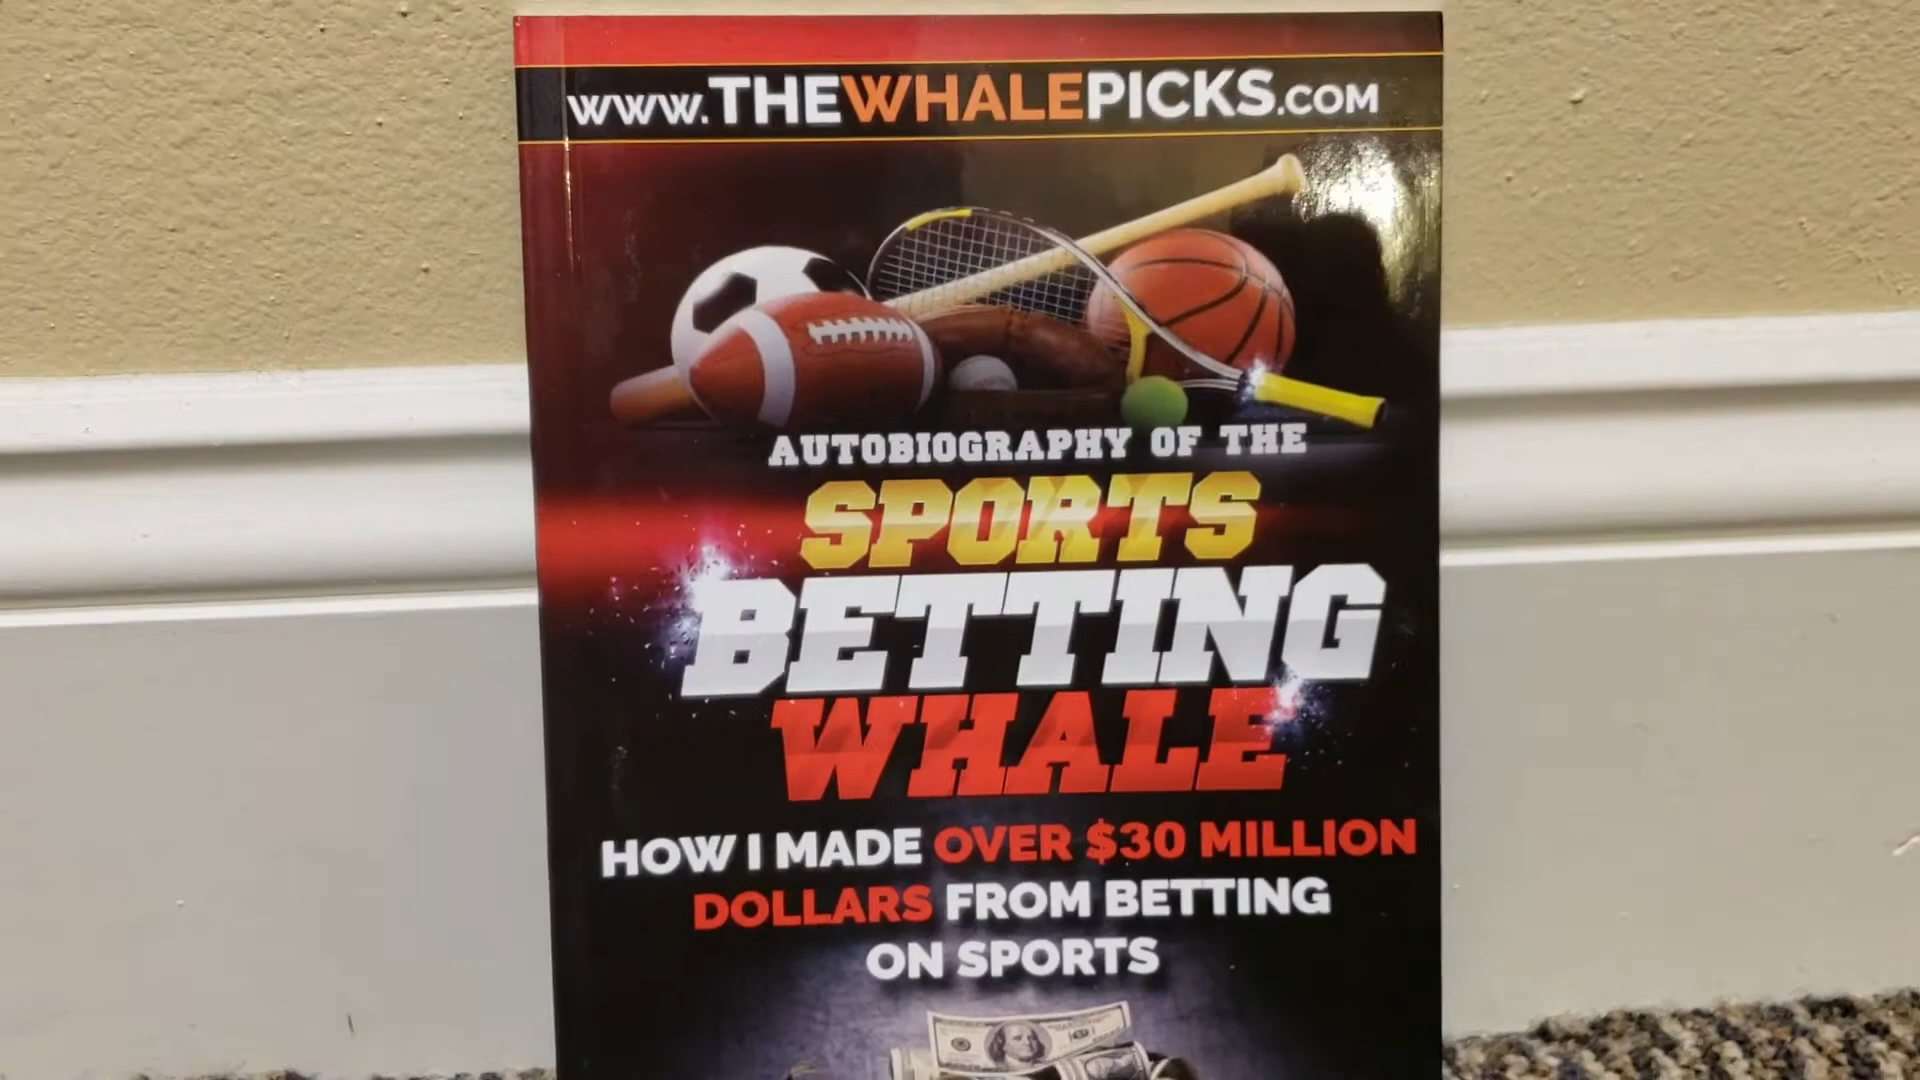 WWW.THEWHALEPICKS.COM
AUTOBIOGRAPHY OF THE
SPORTS
BETTING
WHALE
HOW I MADE OVER $30 MILLION
DOLLARS FROM BETTING
ON SPORTS